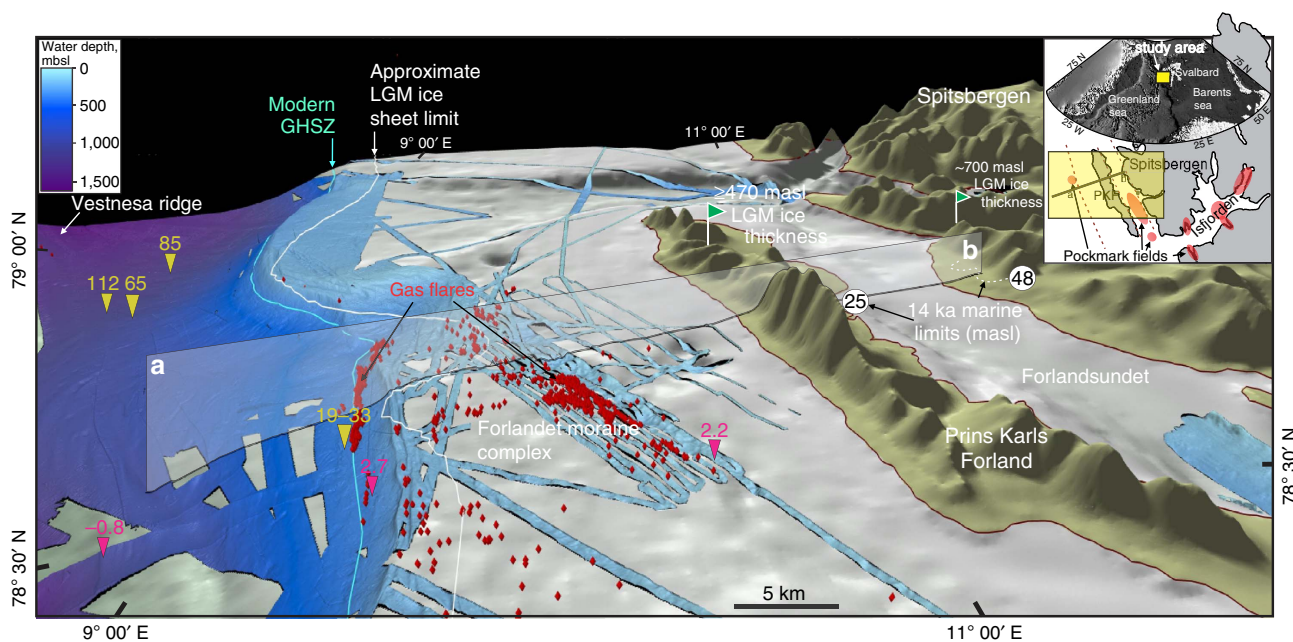 Water depth,
mbsl
0
500
1,000
1,500
Modern
GHSZ
Approximate
LGM ice
sheet limit
9° 00′ E
11° 00′ E
Spitsbergen
~700 masl
LGM ice
thickness
≥470 masl
LGM ice
thickness
Vestnesa ridge
79° 00′ N
85
112 65
Gas flares
a
b
48
25
14 ka marine
limits (masl)
Forlandsundet
19–33
Forlandet moraine
complex
2.2
2.7
Prins Karls
Forland
–0.8
78° 30′ N
78° 30′ N
5 km
9° 00′ E
11° 00′ E
study area
75 N
75 N
Svalbard
Greenland
sea
Barents
sea
25 W
25 E
50 E
Spitsbergen
a
b
Isfjorden
Pockmark fields